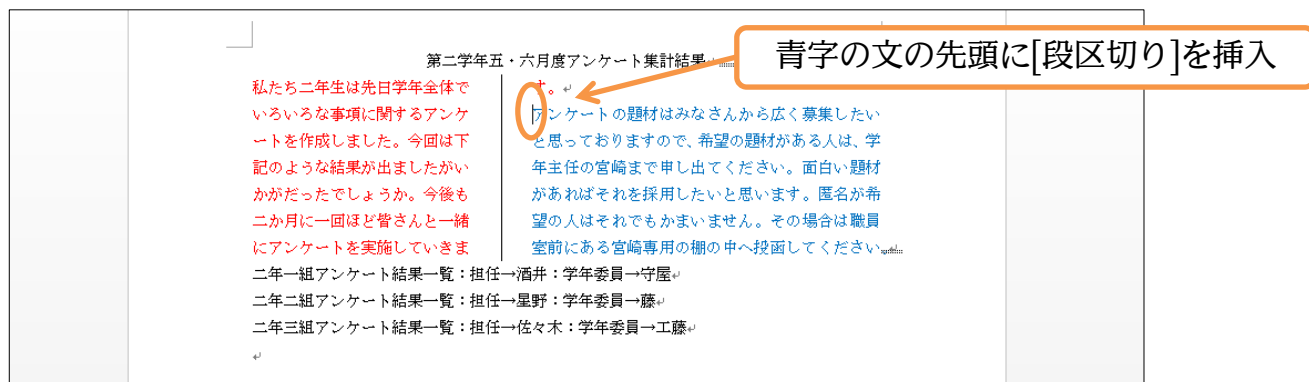 青字の文の先頭に[段区切り]を挿入
第二学年五・六月度アンケート集計結果
私たち二年生は先日学年全体で
いろいろな事項に関するアンケ
ートを作成しました。今回は下
記のような結果が出ましたがい
かがだったでしょうか。今後も
二か月に一回ほど皆さんと一緒
にアンケートを実施していきま
す。
アンケートの題材はみなさんから広く募集したい
と思っておりますので、希望の題材がある人は、学
年主任の宮崎まで申し出てください。面白い題材
があればそれを採用したいと思います。匿名が希
望の人はそれでもかまいません。その場合は職員
室前にある宮崎専用の棚の中へ投函してください。
二年一組アンケート結果一覧：担任→酒井：学年委員→守屋
二年二組アンケート結果一覧：担任→星野：学年委員→藤
二年三組アンケート結果一覧：担任→佐々木：学年委員→工藤